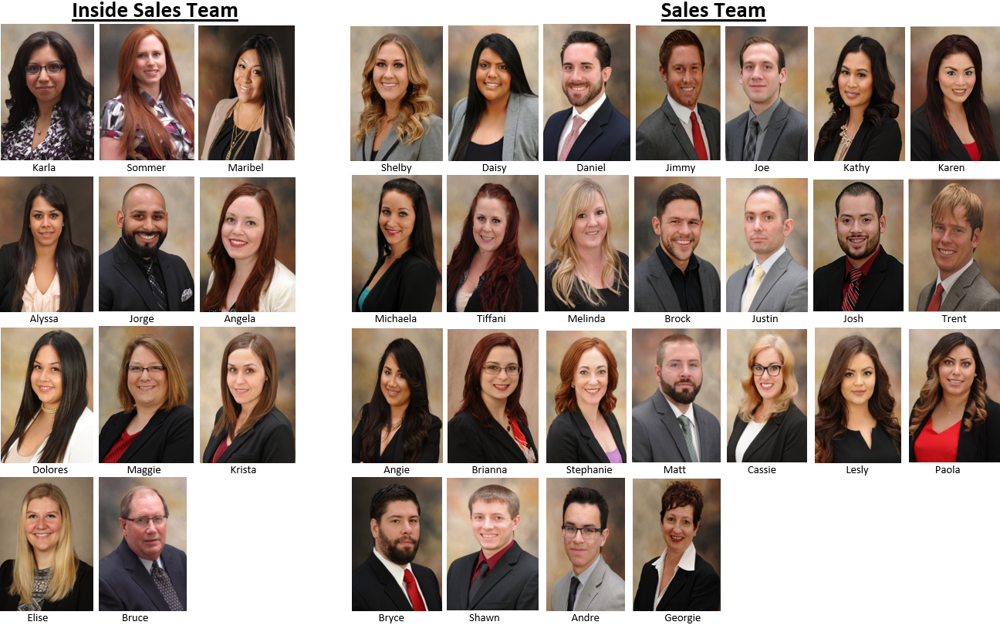 Inside Sales Team
Sales Team
Karla
Sommer
Maribel
Shelby
Daisy
Daniel
Jimmy
Joe
Kathy
Karen
Alyssa
Jorge
Angela
Michaela
Tiffani
Melinda
Brock
Justin
Josh
Trent
Dolores
Maggie
Krista
Angie
Brianna
Stephanie
Matt
Cassie
Lesly
Paola
Elise
Bruce
Bryce
Shawn
Andre
Georgie